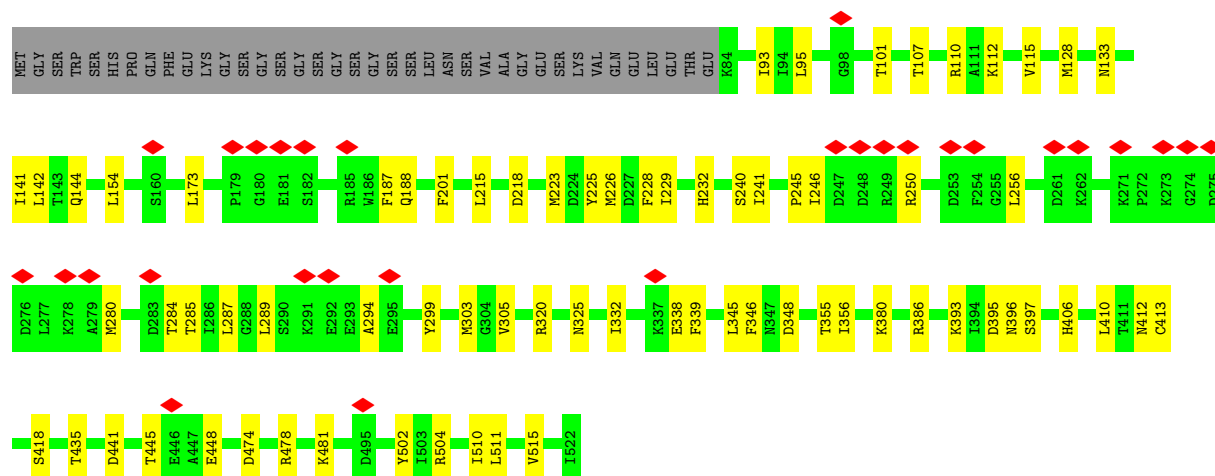 MET GLY SER TRP SER HIS PRO GLN PHE GLU LYS GLY SER GLY SER GLY SER GLY SER GLY SER SER LEU ASN SER VAL ALA GLY GLU SER LYS VAL GLN GLU LEU GLU THR GLU K84 I93 I94 L95 G98 T101 T107 R110 A111 K112 V115 M128 N133
I141 L142 T143 Q144 L154 S160 L173 P179 G180 E181 S182 R185 W186 F187 Q188 F201 L215 D218 M223 D224 Y225 M226 D227 F228 I229 H232 S240 I241 P245 I246 D247 D248 R249 R250 D253 F254 G255 L256 D261 K262 K271 P272 K273 G274
D276 L277 K278 A279 M280 D283 T284 T285 I286 L287 G288 L289 S290 K291 E292 E293 A294 E295 Y299 M303 G304 V305 R320 N325 I332 K337 E338 F339 L345 F346 N347 D348 T355 I356 K380 R386 K393 I394 D395 N396 S397 H406 L410 T411 N412 C413
S418 T435 D441 T445 E446 A447 E448 D474 R478 K481 D495 Y502 I503 R504 I510 L511 V515 I522